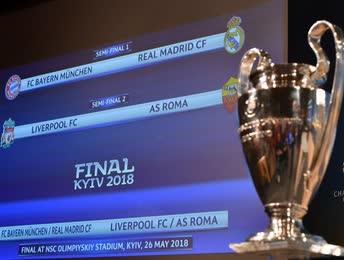 SEMI-FINAL 1
FC BAYERN MÜNCHEN
REAL MADRID CF
SEMI-FINAL 2
LIVERPOOL FC
AS ROMA
FINAL
KYIV 2018
FC BAYERN MÜNCHEN / REAL MADRID CF
LIVERPOOL FC / AS ROMA
FINAL AT NSC OLIMPIYSKIY STADIUM, KYIV, 26 MAY 2018